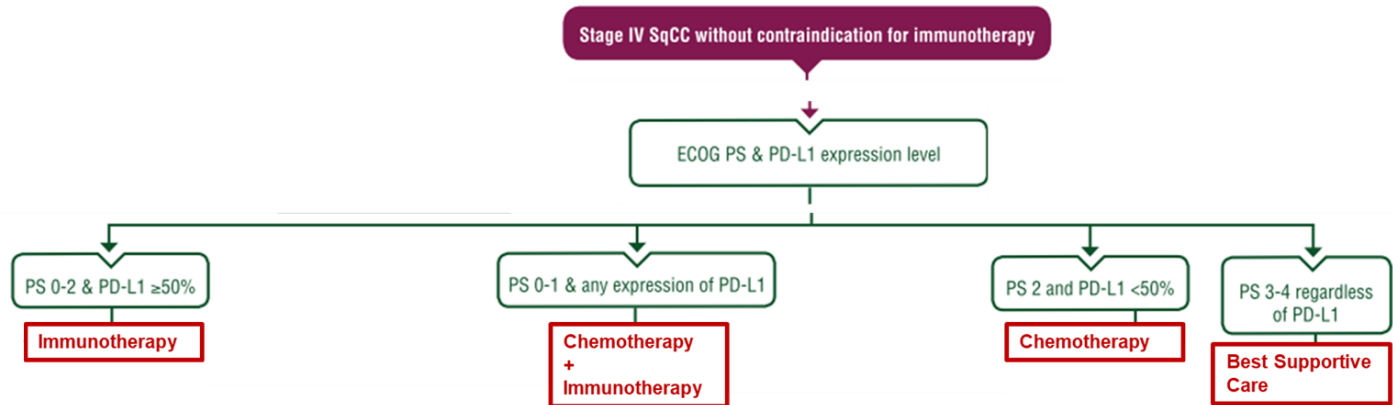 Stage IV SqCC without contraindication for immunotherapy
ECOG PS & PD-L1 expression level
PS 0-2 & PD-L1 ≥50%
Immunotherapy
PS 0-1 & any expression of PD-L1
Chemotherapy
+
Immunotherapy
PS 2 and PD-L1 <50%
Chemotherapy
PS 3-4 regardless
of PD-L1
Best Supportive
Care